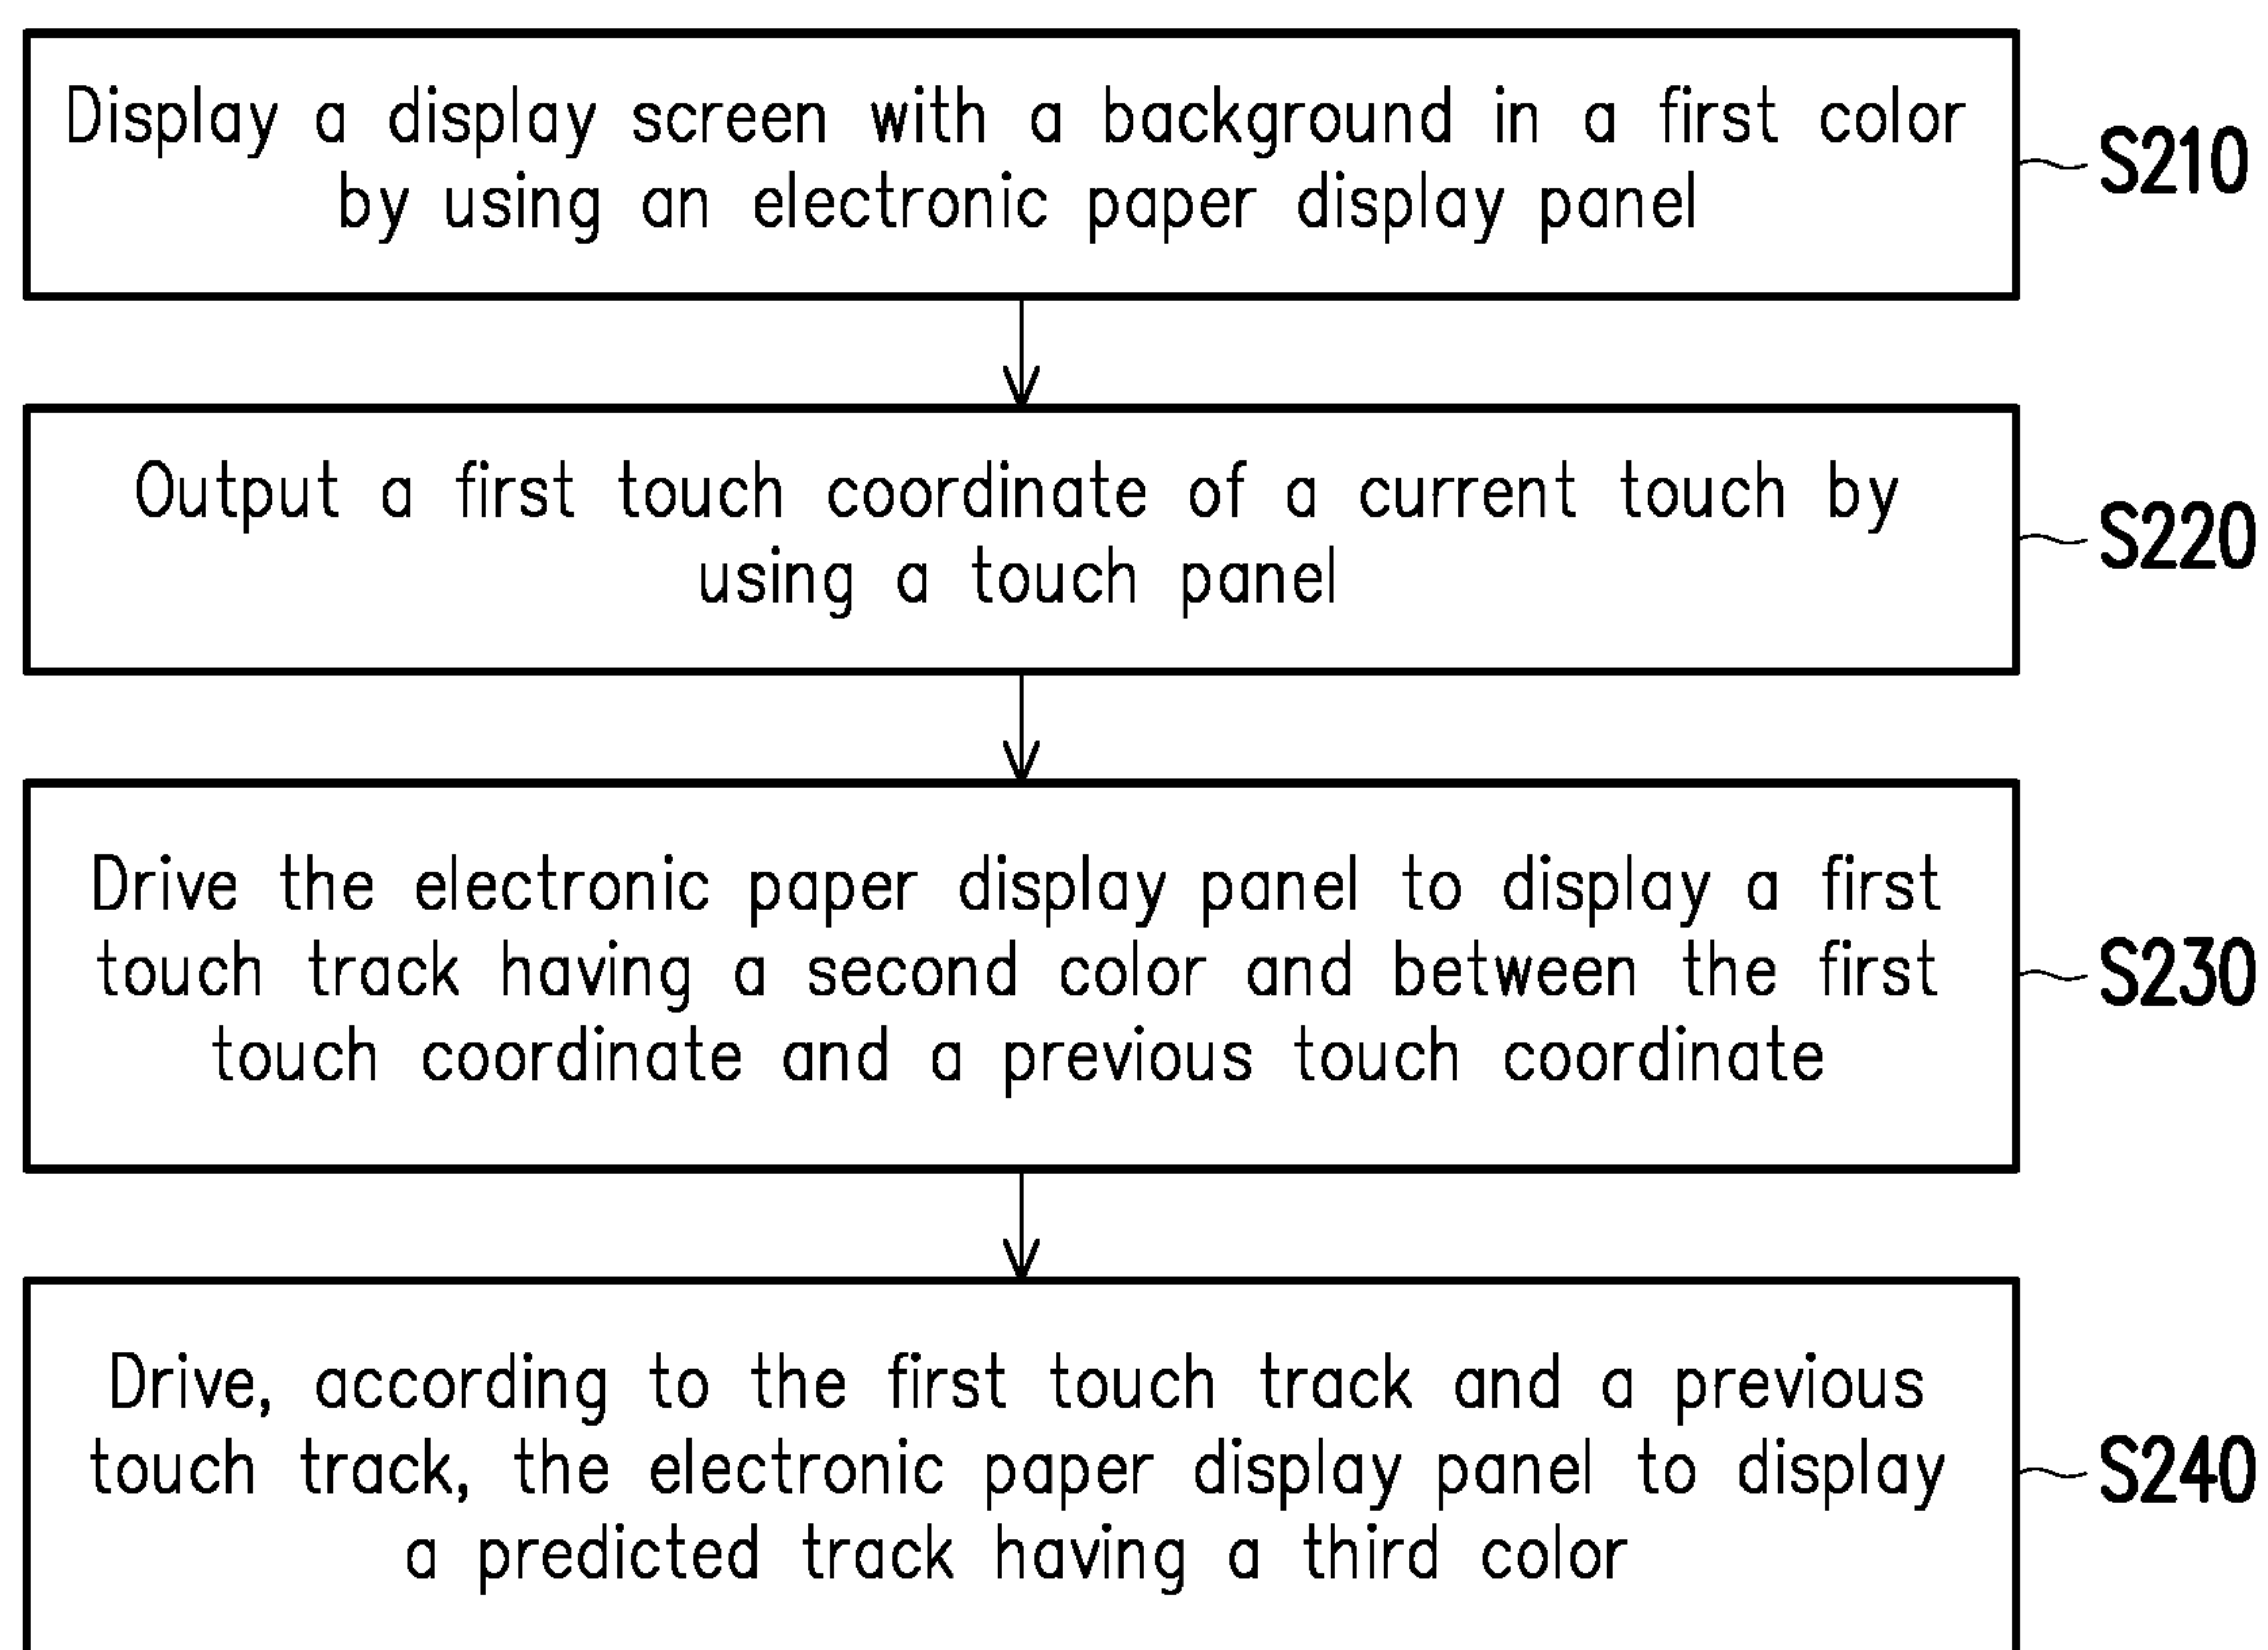 Display a display screen with a background in a first color
by using an electronic paper display panel
S210
Output a first touch coordinate of a current touch by
using a touch panel
S220
Drive the electronic paper display panel to display a first
touch track having a second color and between the first
touch coordinate and a previous touch coordinate
S230
Drive, according to the first touch track and a previous
touch track, the electronic paper display panel to display
a predicted track having a third color
S240